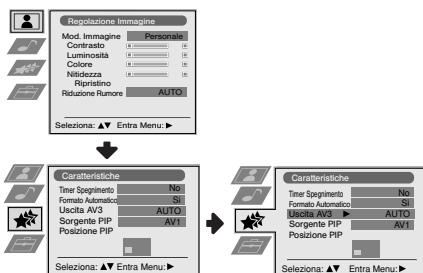 Regolazione Immagine
Mod. Immagine Personale
Contrasto
Luminosità
Colore
Nitidezza
Ripristino
Riduzione Rumore AUTO
Seleziona: ▲▼ Entra Menu: ▶
Caratteristiche
Timer Spegnimento No
Formato Automatico Si
Uscita AV3 AUTO
Sorgente PIP AV1
Posizione PIP
Seleziona: ▲▼ Entra Menu: ▶
Caratteristiche
Timer Spegnimento No
Formato Automatico Si
Uscita AV3 ▶ AUTO
Sorgente PIP AV1
Posizione PIP
Seleziona: ▲▼ Entra Menu: ▶